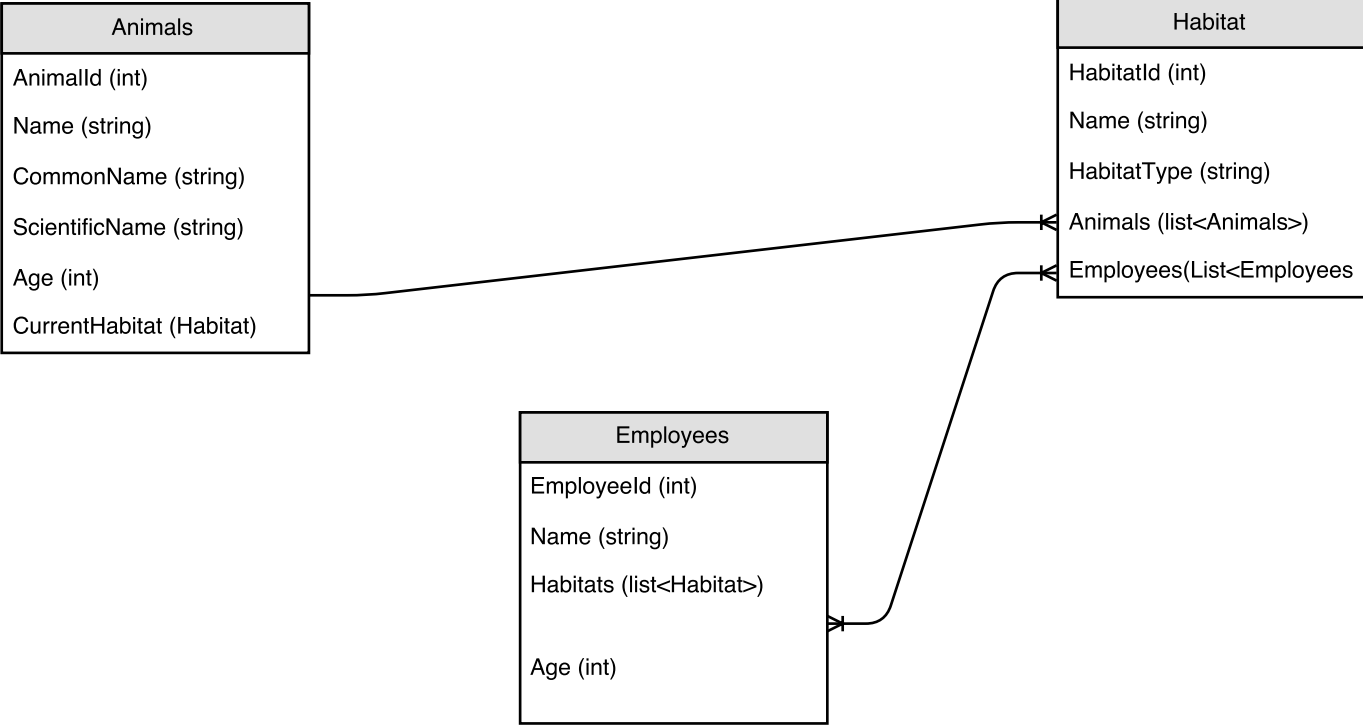 Animals
AnimalId (int)
Name (string)
CommonName (string)
ScientificName (string)
Age (int)
CurrentHabitat (Habitat)
Habitat
HabitatId (int)
Name (string)
HabitatType (string)
Animals (list<Animals>)
Employees(List<Employees
Employees
EmployeeId (int)
Name (string)
Habitats (list<Habitat>)
Age (int)